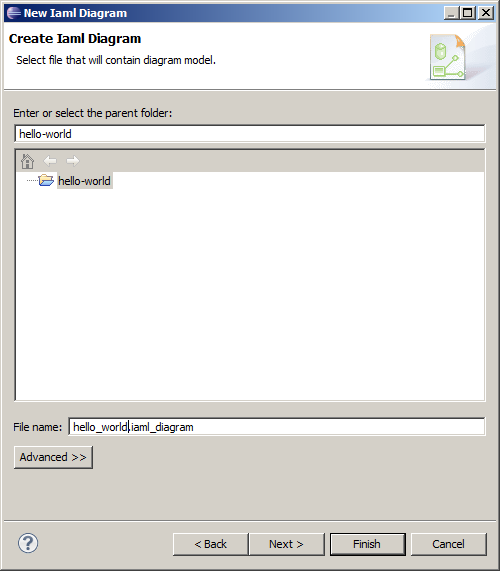 New Iaml Diagram
Create Iaml Diagram
Select file that will contain diagram model.
Enter or select the parent folder:
hello-world
hello-world
File name: hello_world.iaml_diagram
Advanced >>
< Back Next > Finish Cancel